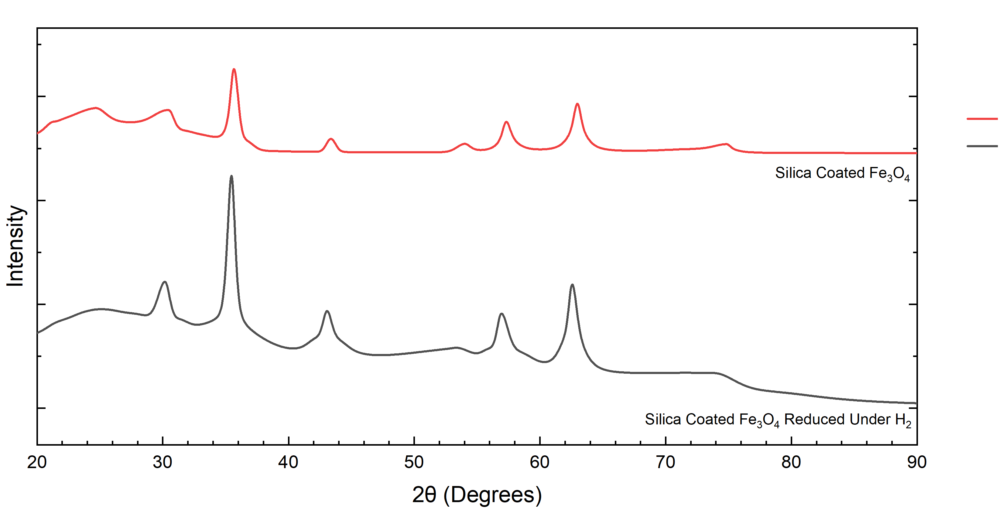 Silica Coated Fe₃O₄
Intensity
Silica Coated Fe₃O₄ Reduced Under H₂
20 30 40 50 60 70 80 90
2θ (Degrees)